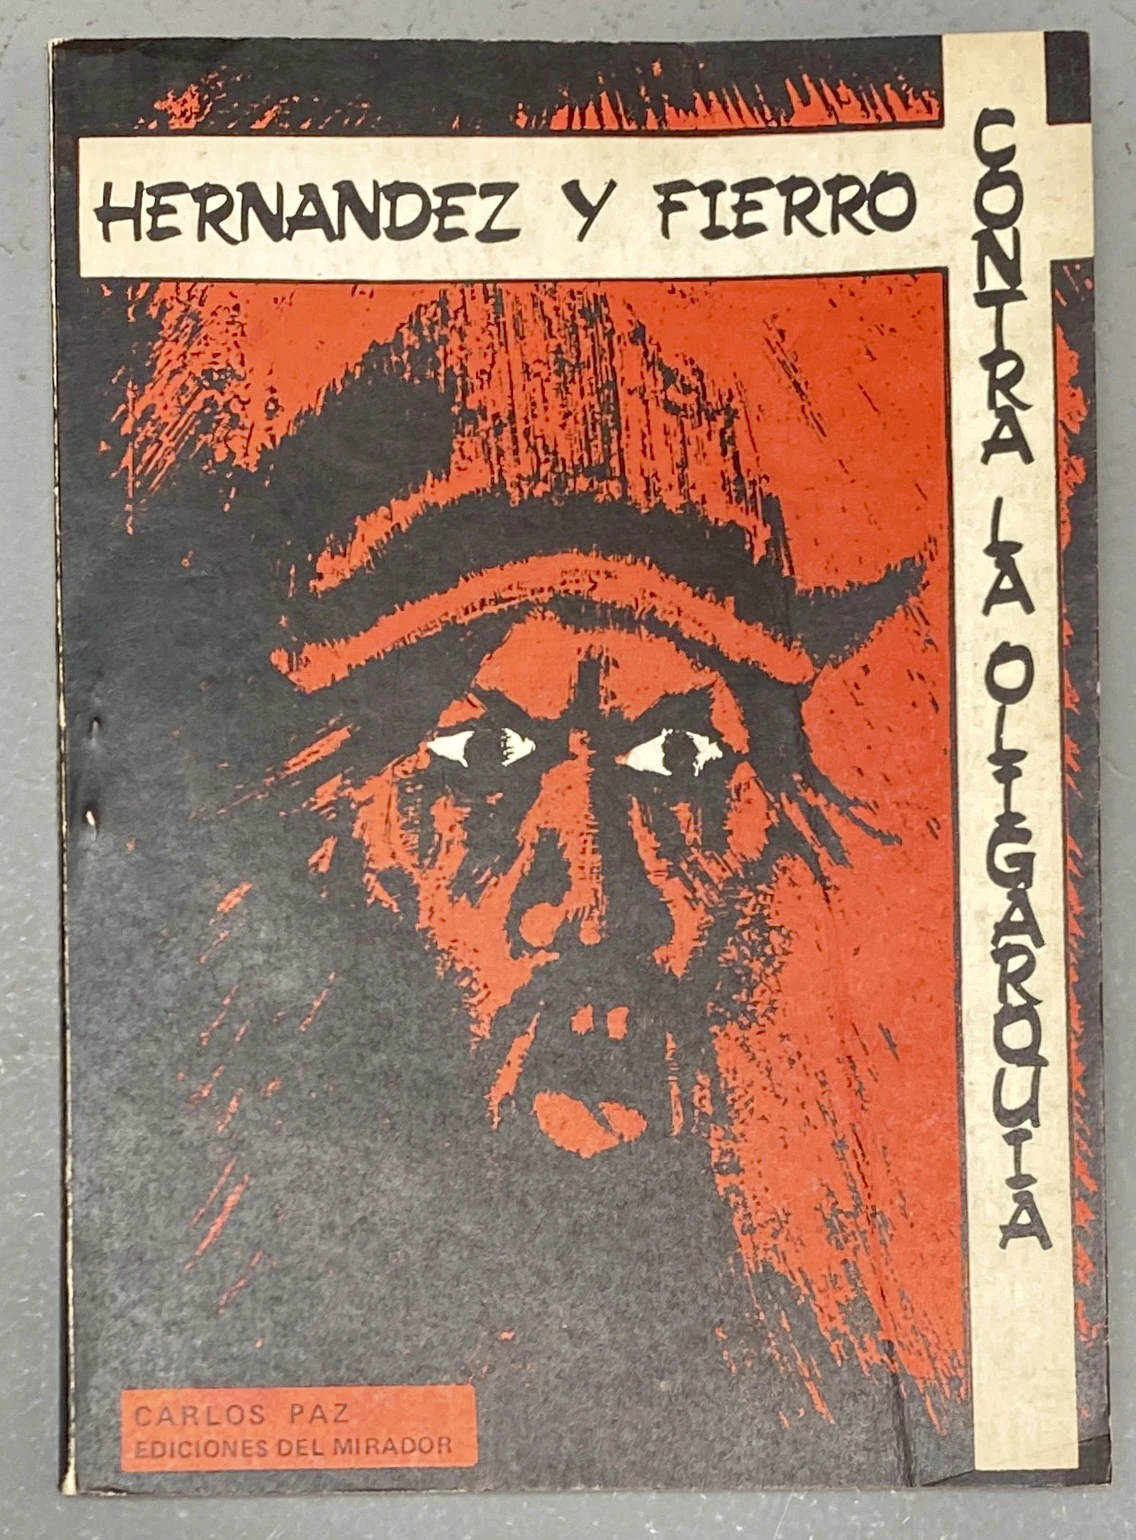 HERNANDEZ Y FIERRO
CONTRA LA OLIGARQUIA
CARLOS PAZ
EDICIONES DEL MIRADOR